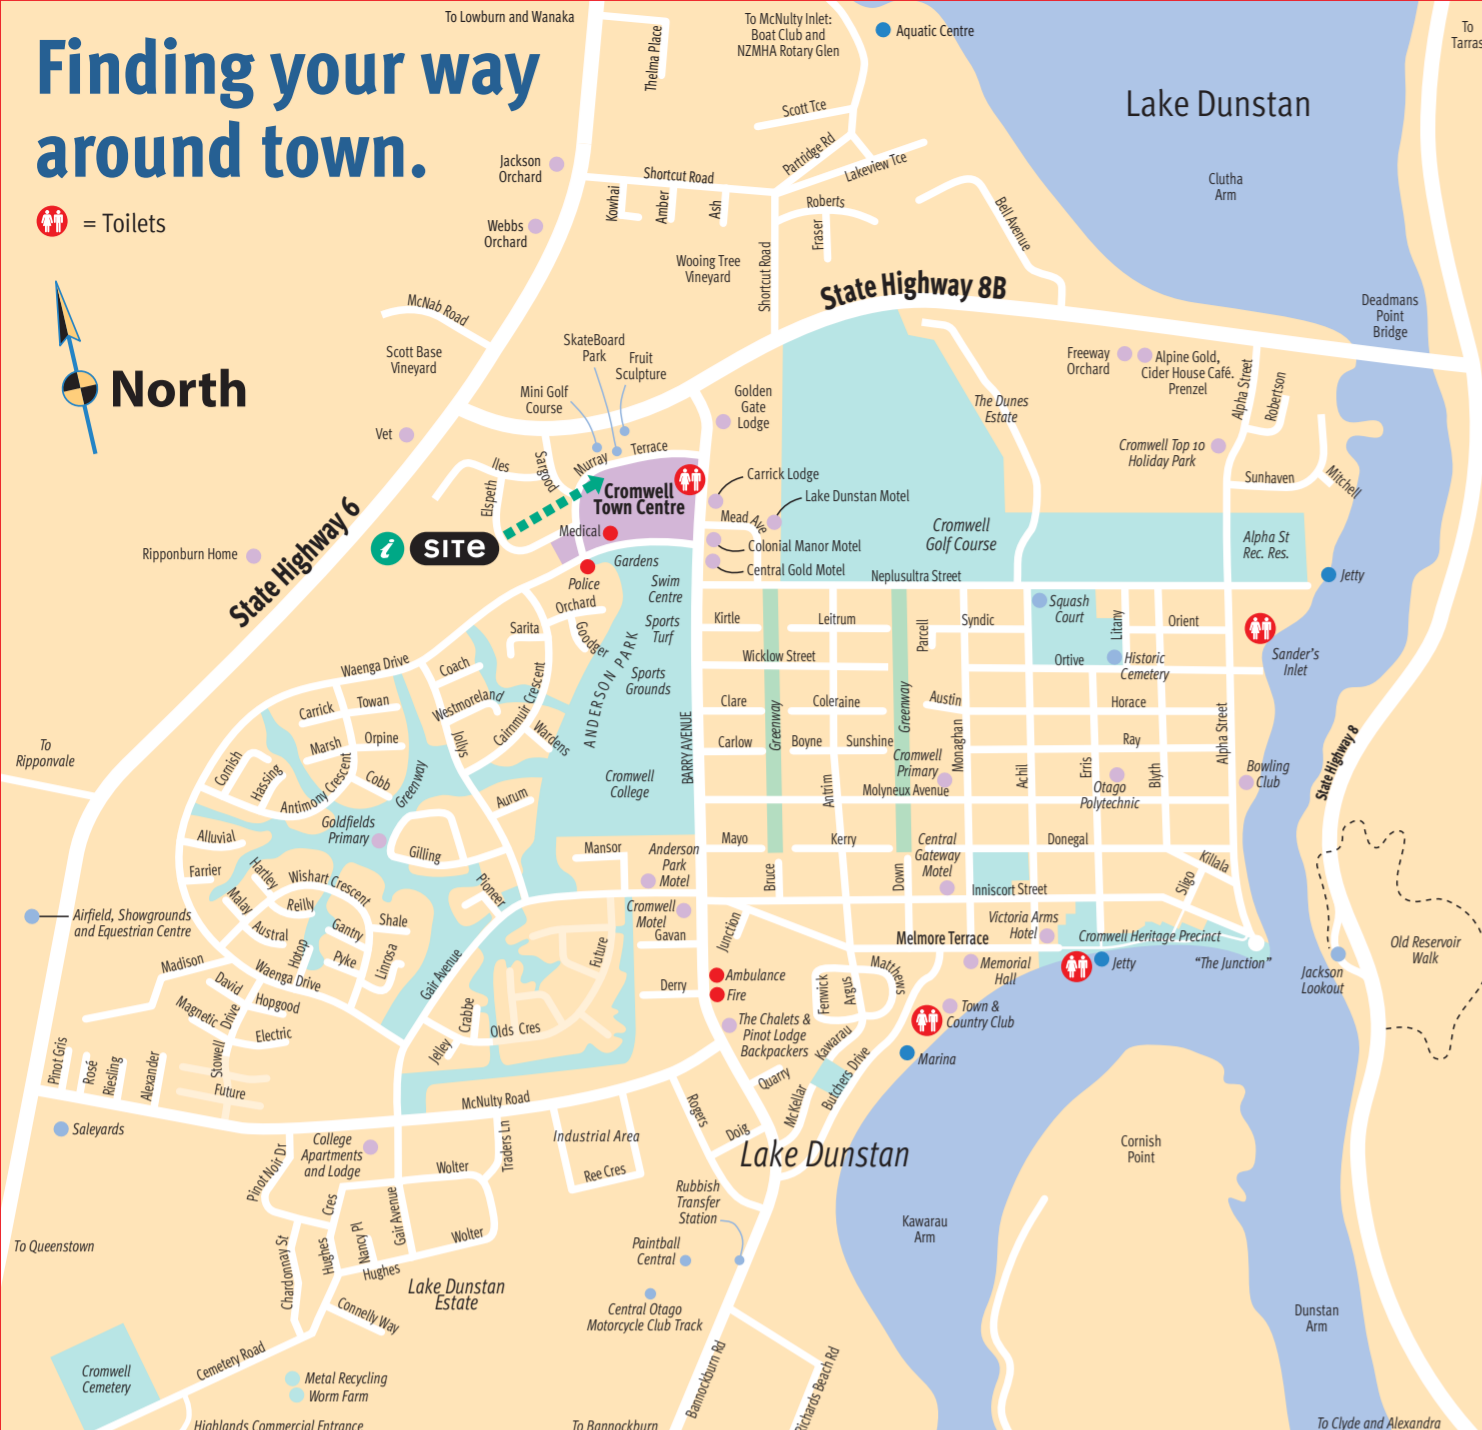 Finding your way
around town.
= Toilets
North
To Lowburn and Wanaka
Thelma Place
To McNulty Inlet:
Boat Club and
NZMHA Rotary Glen
Aquatic Centre
To
Lake Dunstan
Clutha
Arm
Scott Tce
Partridge Rd
Lakeview Tce
Jackson
Orchard
Shortcut Road
Kowhai
Amber
Ash
Roberts
Fraser
Bell Avenue
Webbs
Orchard
Wooing Tree
Vineyard
Shortcut Road
State Highway 8B
Deadmans
Point
Bridge
McNab Road
Scott Base
Vineyard
SkateBoard
Park
Fruit
Sculpture
Mini Golf
Course
Golden
Gate
Lodge
The Dunes
Estate
Freeway
Orchard
Alpine Gold,
Cider House Café.
Prenzel
Alpha Street
Robertson
Vet
Iles
Sargood
Elspeth
Murray
Terrace
Cromwell
Town Centre
Medical
Carrick Lodge
Lake Dunstan Motel
Mead Ave
Colonial Manor Motel
Central Gold Motel
Cromwell
Golf Course
Cromwell Top 10
Holiday Park
Sunhaven
Mitchell
Alpha St
Rec. Res.
Jetty
i SITE
Ripponburn Home
State Highway 6
Police
Gardens
Swim
Centre
Sports
Turf
Sports
Grounds
ANDERSON PARK
Cromwell
College
BARRY AVENUE
Neplusultra Street
Kirtle
Leitrum
Parcell
Syndic
Squash
Court
Litany
Orient
Sander's
Inlet
Wicklow Street
Ortive
Historic
Cemetery
Clare
Greenway
Coleraine
Greenway
Austin
Horace
Carlow
Boyne
Sunshine
Cromwell
Primary
Monaghan
Ray
Alpha Street
Antrim
Molyneux Avenue
Achil
Erris
Otago
Polytechnic
Blyth
Bowling
Club
State Highway 8
Orchard
Goodger
Sarita
Waenga Drive
Coach
Westmoreland
Cairnmuir Crescent
Wardens
Jollys
Carrick
Towan
Marsh
Orpine
Cornish
Hassing
Antimony Crescent
Cobb
Greenway
Aurum
Goldfields
Primary
To
Ripponvale
Alluvial
Gilling
Farrier
Hartley
Malay
Wishart Crescent
Reilly
Pioneer
Austral
Hotop
Gantry
Shale
Pyke
Linrosa
Airfield, Showgrounds
and Equestrian Centre
Madison
David
Waenga Drive
Hopgood
Magnetic
Drive
Electric
Stowell
Future
Gair Avenue
Crabbe
Jelley
Olds Cres
Future
Mansor
Anderson
Park
Motel
Cromwell
Motel
Gavan
Derry
Mayo
Bruce
Kerry
Down
Central
Gateway
Motel
Donegal
Killala
Sligo
Inniscort Street
Victoria Arms
Hotel
Cromwell Heritage Precinct
"The Junction"
Junction
Melmore Terrace
Ambulance
Fire
Matthews
Memorial
Hall
Jetty
Fenwick
Argus
Town &
Country Club
Marina
The Chalets &
Pinot Lodge
Backpackers
Kawarau
Butchers Drive
Quarry
McKellar
Doig
Rogers
Jackson
Lookout
Old Reservoir
Walk
Pinot Gris
Rosé
Riesling
Alexander
McNulty Road
Saleyards
College
Apartments
and Lodge
Pinot Noir Dr
Wolter
Traders Ln
Industrial Area
Ree Cres
Lake Dunstan
Cornish
Point
Rubbish
Transfer
Station
Kawarau
Arm
Paintball
Central
To Queenstown
Chardonnay St
Cres
Hughes
Nancy Pl
Gair Avenue
Wolter
Hughes
Lake Dunstan
Estate
Connelly Way
Central Otago
Motorcycle Club Track
Dunstan
Arm
Cemetery Road
Cromwell
Cemetery
Metal Recycling
Worm Farm
Bannockburn Rd
Richards Beach Rd
Highlands Commercial Entrance
To Bannockburn
To Clyde and Alexandra